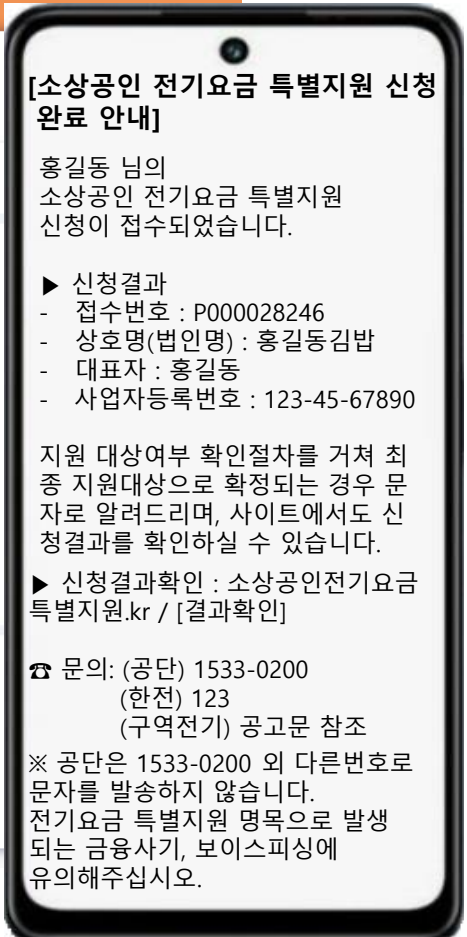 [소상공인 전기요금 특별지원 신청
완료 안내]
홍길동 님의
소상공인 전기요금 특별지원
신청이 접수되었습니다.
▶ 신청결과
- 접수번호 : P000028246
- 상호명(법인명) : 홍길동김밥
- 대표자 : 홍길동
- 사업자등록번호 : 123-45-67890
지원 대상여부 확인절차를 거쳐 최
종 지원대상으로 확정되는 경우 문
자로 알려드리며, 사이트에서도 신
청결과를 확인하실 수 있습니다.
▶ 신청결과확인 : 소상공인전기요금
특별지원.kr / [결과확인]
☎ 문의: (공단) 1533-0200
(한전) 123
(구역전기) 공고문 참조
※ 공단은 1533-0200 외 다른번호로
문자를 발송하지 않습니다.
전기요금 특별지원 명목으로 발생
되는 금융사기, 보이스피싱에
유의해주십시오.